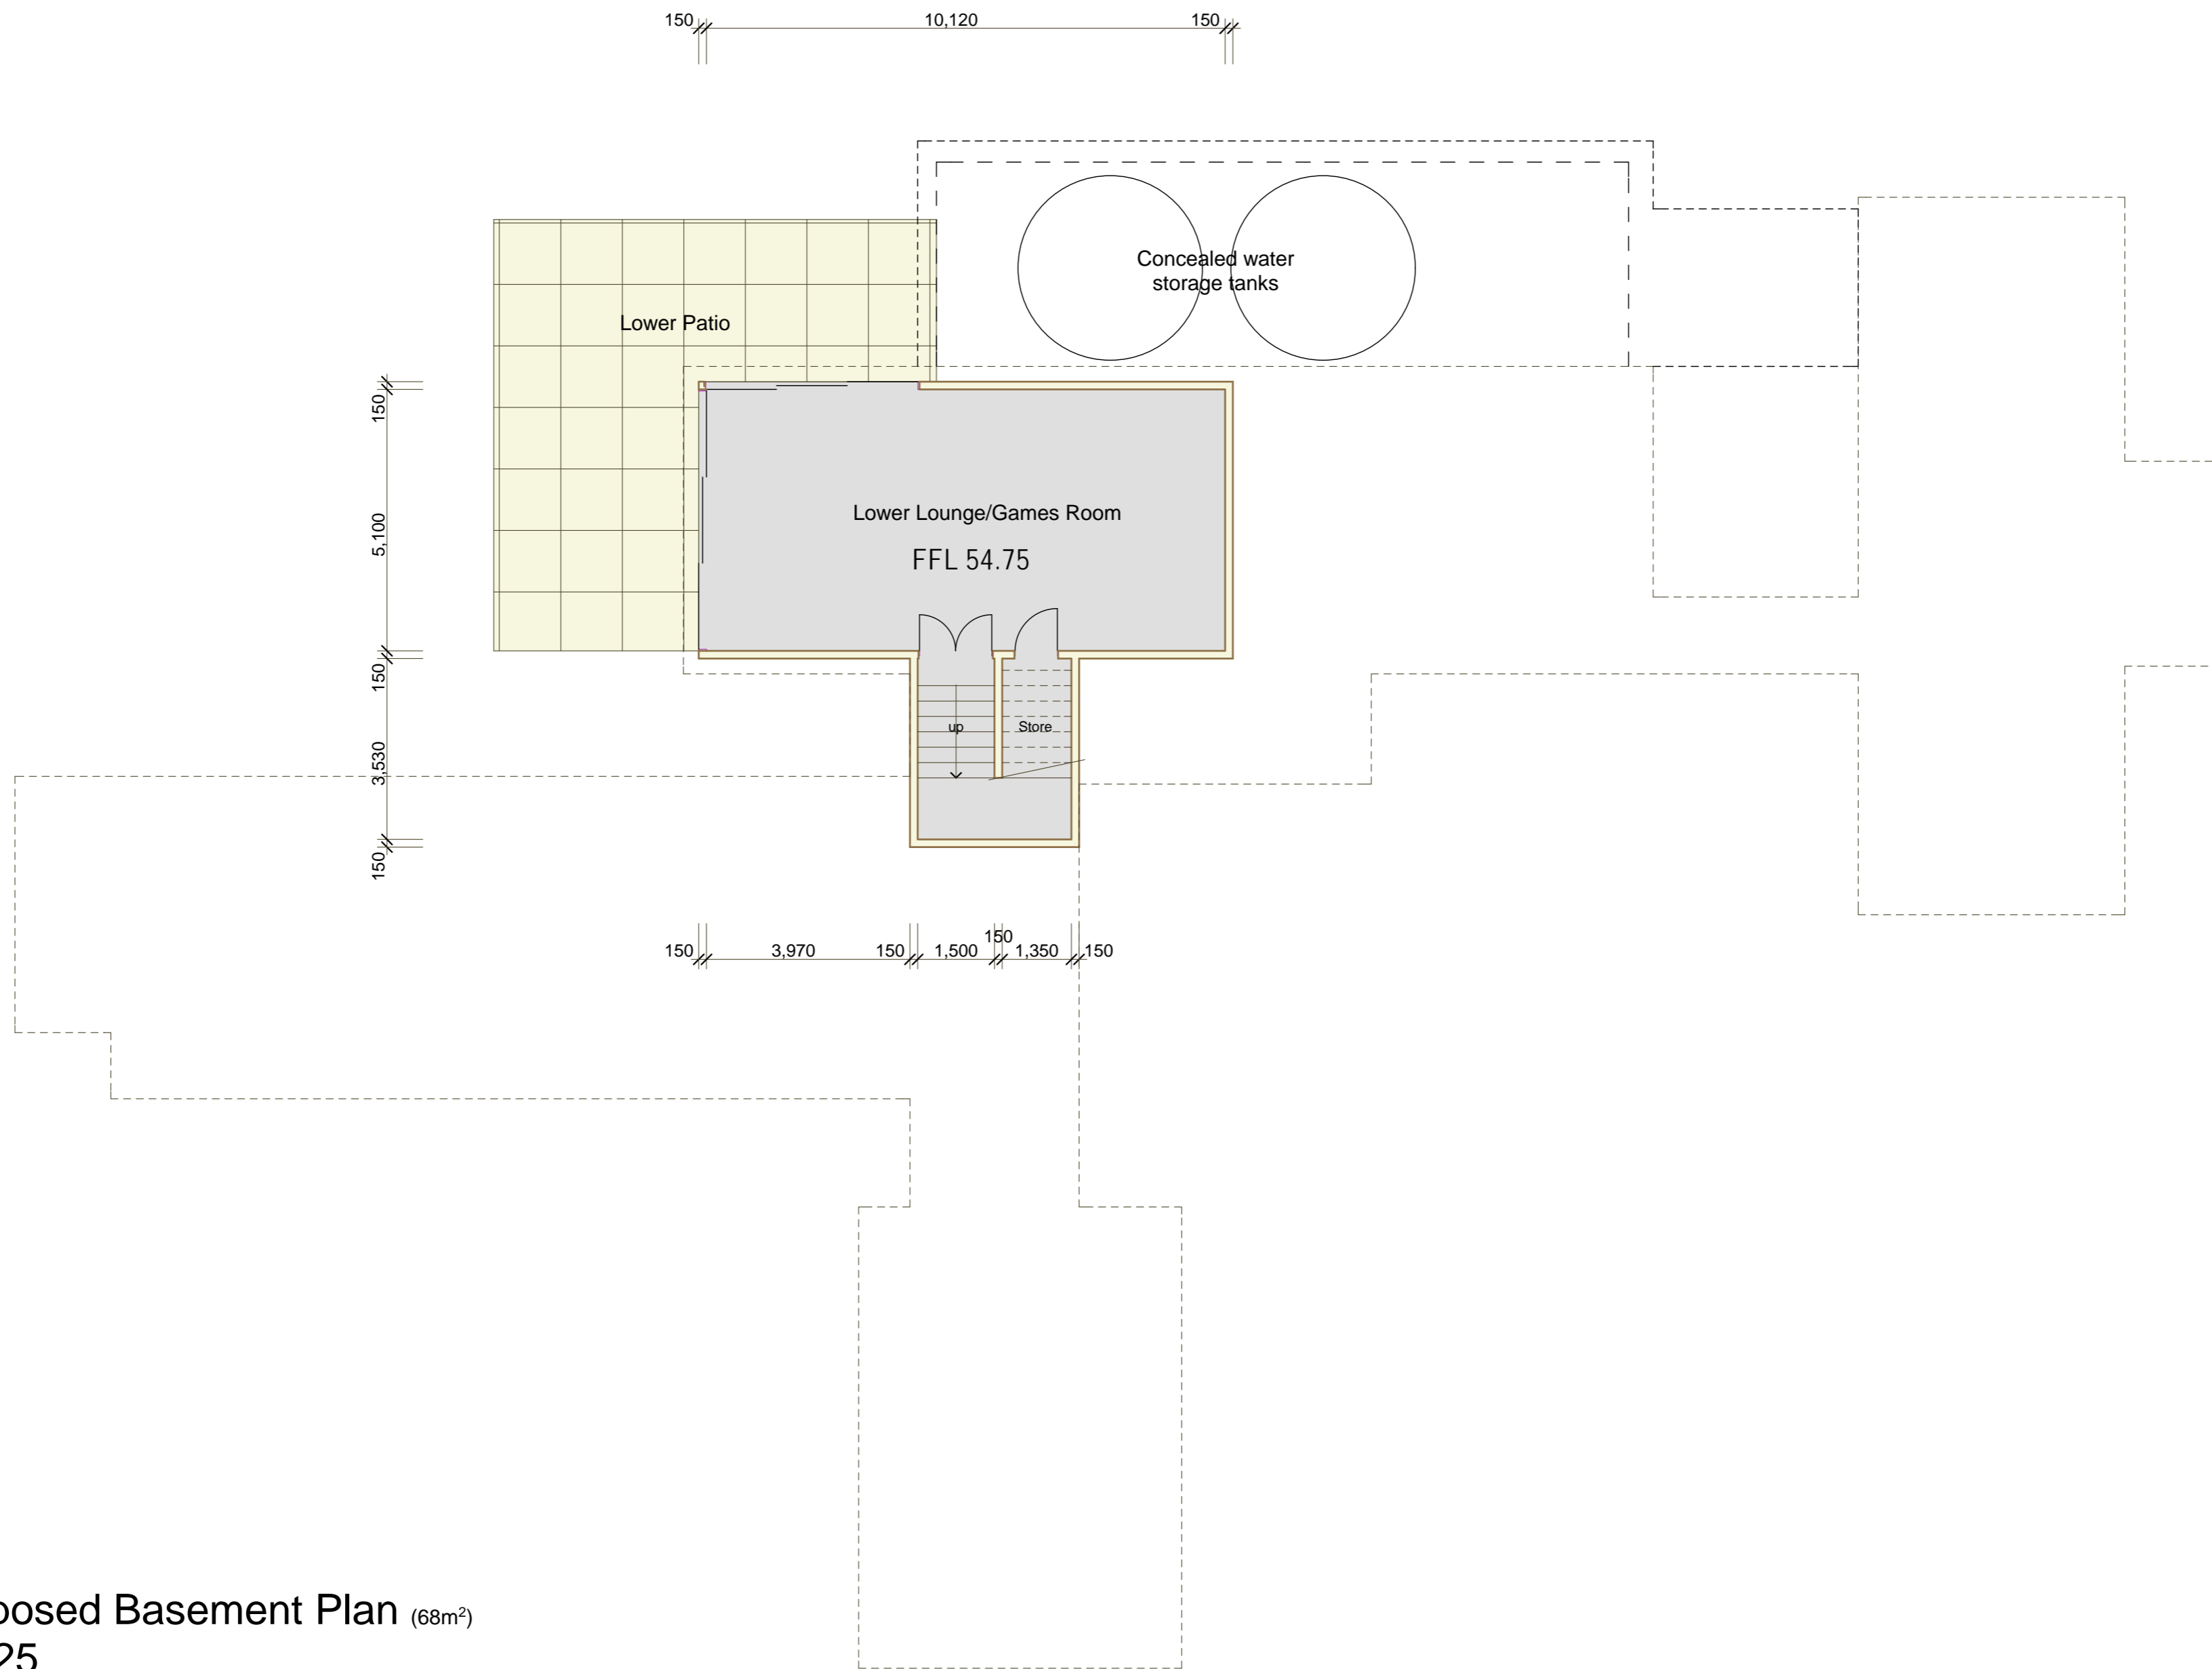 150 10,120 150
Concealed water
storage tanks
Lower Patio
150
5,100
Lower Lounge/Games Room
FFL 54.75
150
up
Store
3,530
150
150 3,970 150 1,500 150 1,350 150
posed Basement Plan (68m²)
25